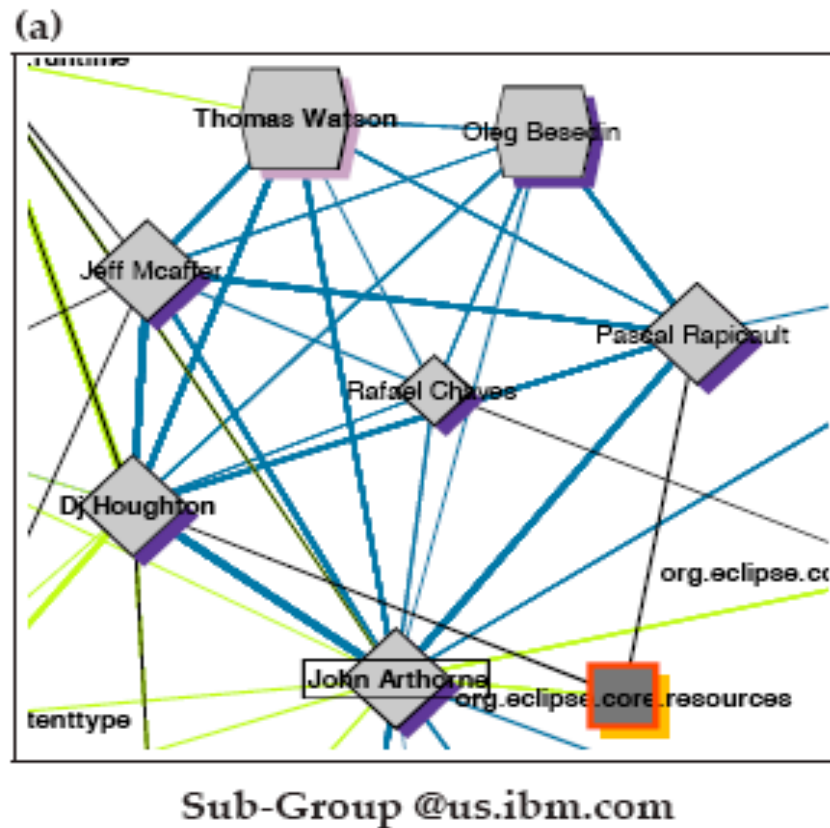 (a)
.runtime
Thomas Watson
Oleg Besedin
Jeff Mcaffer
Pascal Rapicault
Rafael Chaves
Dj Houghton
org.eclipse.co
John Arthorne
org.eclipse.core.resources
tenttype
Sub-Group @us.ibm.com